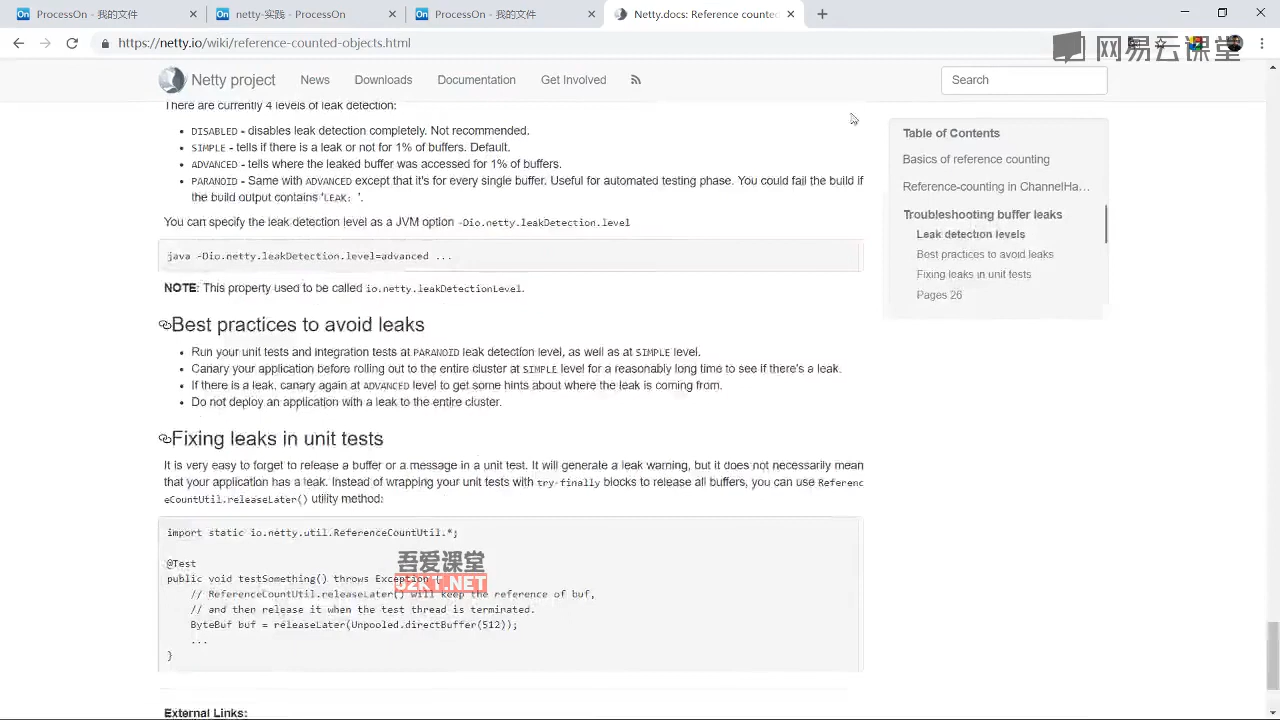 ProcessOn - 我的文件
netty-实践 - ProcessOn
ProcessOn - 我的文件
Netty.docs: Reference counted
https://netty.io/wiki/reference-counted-objects.html
网易云课堂
Netty project
News
Downloads
Documentation
Get Involved
Search
There are currently 4 levels of leak detection:
DISABLED - disables leak detection completely. Not recommended.
SIMPLE - tells if there is a leak or not for 1% of buffers. Default.
ADVANCED - tells where the leaked buffer was accessed for 1% of buffers.
PARANOID - Same with ADVANCED except that it's for every single buffer. Useful for automated testing phase. You could fail the build if
the build output contains 'LEAK: '.
You can specify the leak detection level as a JVM option -Dio.netty.leakDetection.level
java -Dio.netty.leakDetection.level=advanced ...
NOTE: This property used to be called io.netty.leakDetectionLevel.
Best practices to avoid leaks
Run your unit tests and integration tests at PARANOID leak detection level, as well as at SIMPLE level.
Canary your application before rolling out to the entire cluster at SIMPLE level for a reasonably long time to see if there's a leak.
If there is a leak, canary again at ADVANCED level to get some hints about where the leak is coming from.
Do not deploy an application with a leak to the entire cluster.
Fixing leaks in unit tests
It is very easy to forget to release a buffer or a message in a unit test. It will generate a leak warning, but it does not necessarily mean
that your application has a leak. Instead of wrapping your unit tests with try-finally blocks to release all buffers, you can use Referenc
eCountUtil.releaseLater() utility method:
import static io.netty.util.ReferenceCountUtil.*;
@Test
public void testSomething() throws Exception {
// ReferenceCountUtil.releaseLater() will keep the reference of buf,
// and then release it when the test thread is terminated.
ByteBuf buf = releaseLater(Unpooled.directBuffer(512));
...
}
吾爱课堂
52KT.NET
External Links:
Table of Contents
Basics of reference counting
Reference-counting in ChannelHa...
Troubleshooting buffer leaks
Leak detection levels
Best practices to avoid leaks
Fixing leaks in unit tests
Pages 26